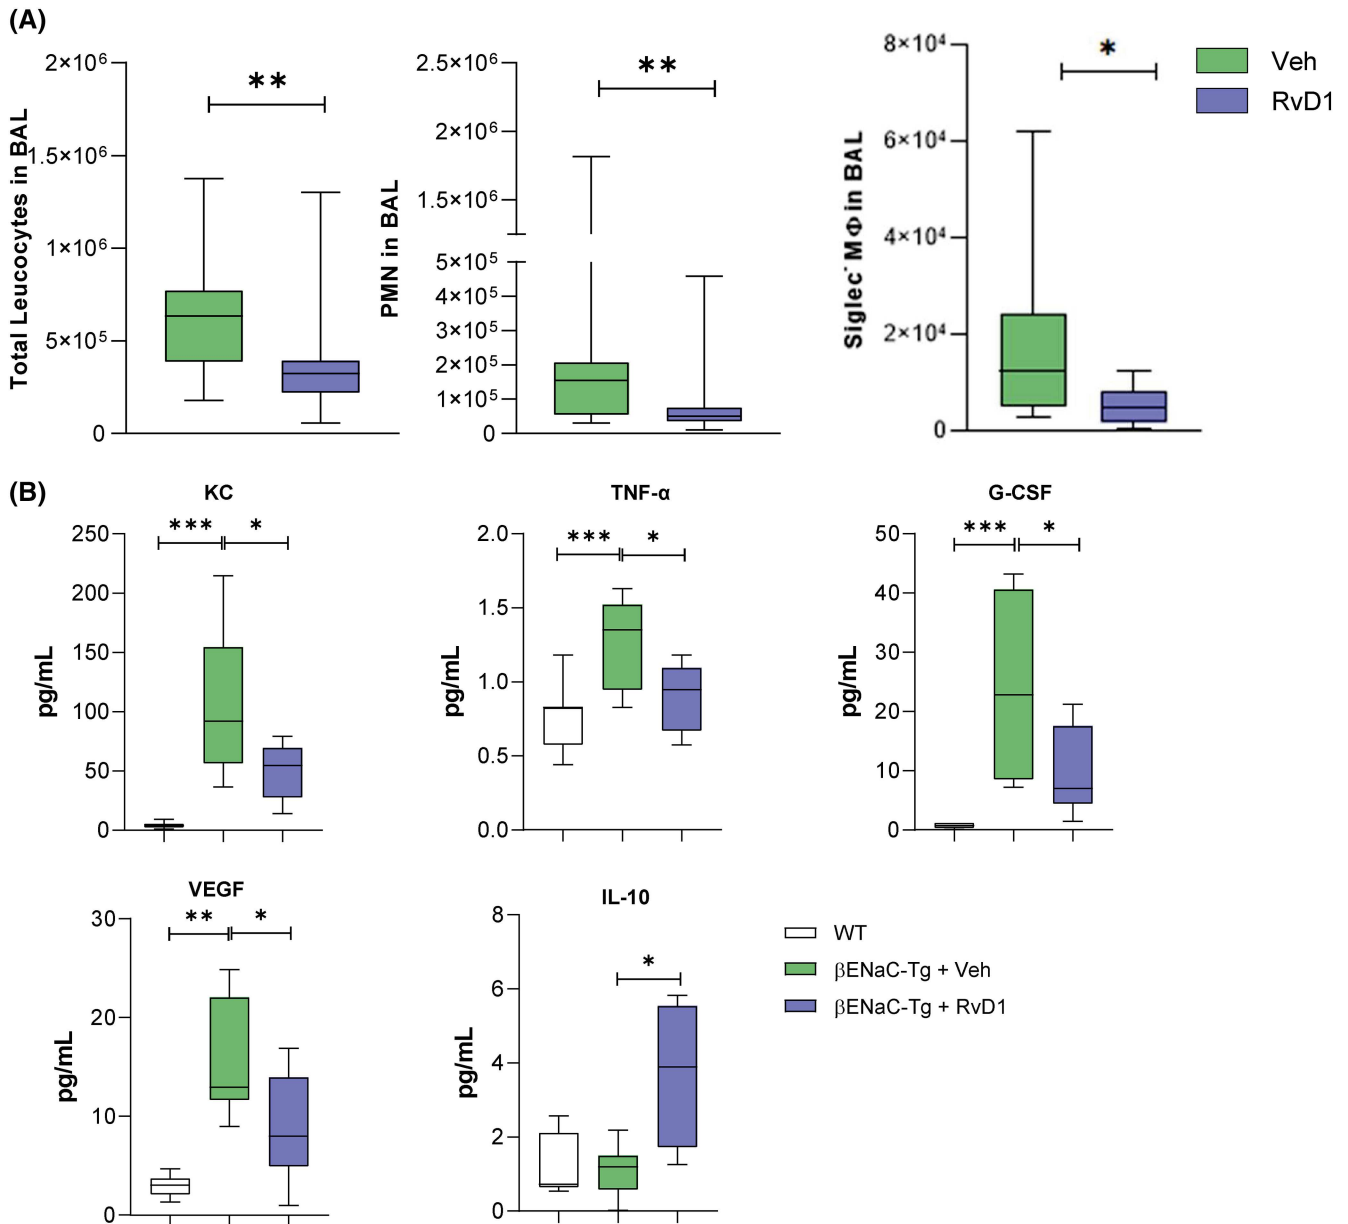 (A)
Total Leucocytes in BAL
2×10⁶
1.5×10⁶
1×10⁶
5×10⁵
0
**
PMN in BAL
2.5×10⁶
2×10⁶
1.5×10⁶
5×10⁵
4×10⁵
3×10⁵
2×10⁵
1×10⁵
0
**
Siglec⁻ MΦ in BAL
8×10⁴
6×10⁴
4×10⁴
2×10⁴
0
*
Veh
RvD1
(B)
KC
pg/mL
250
200
150
100
50
0
*** *
TNF-α
pg/mL
2.0
1.5
1.0
0.5
0.0
*** *
G-CSF
pg/mL
50
40
30
20
10
0
*** *
VEGF
pg/mL
30
20
10
0
** *
IL-10
pg/mL
8
6
4
2
0
*
WT
βENaC-Tg + Veh
βENaC-Tg + RvD1